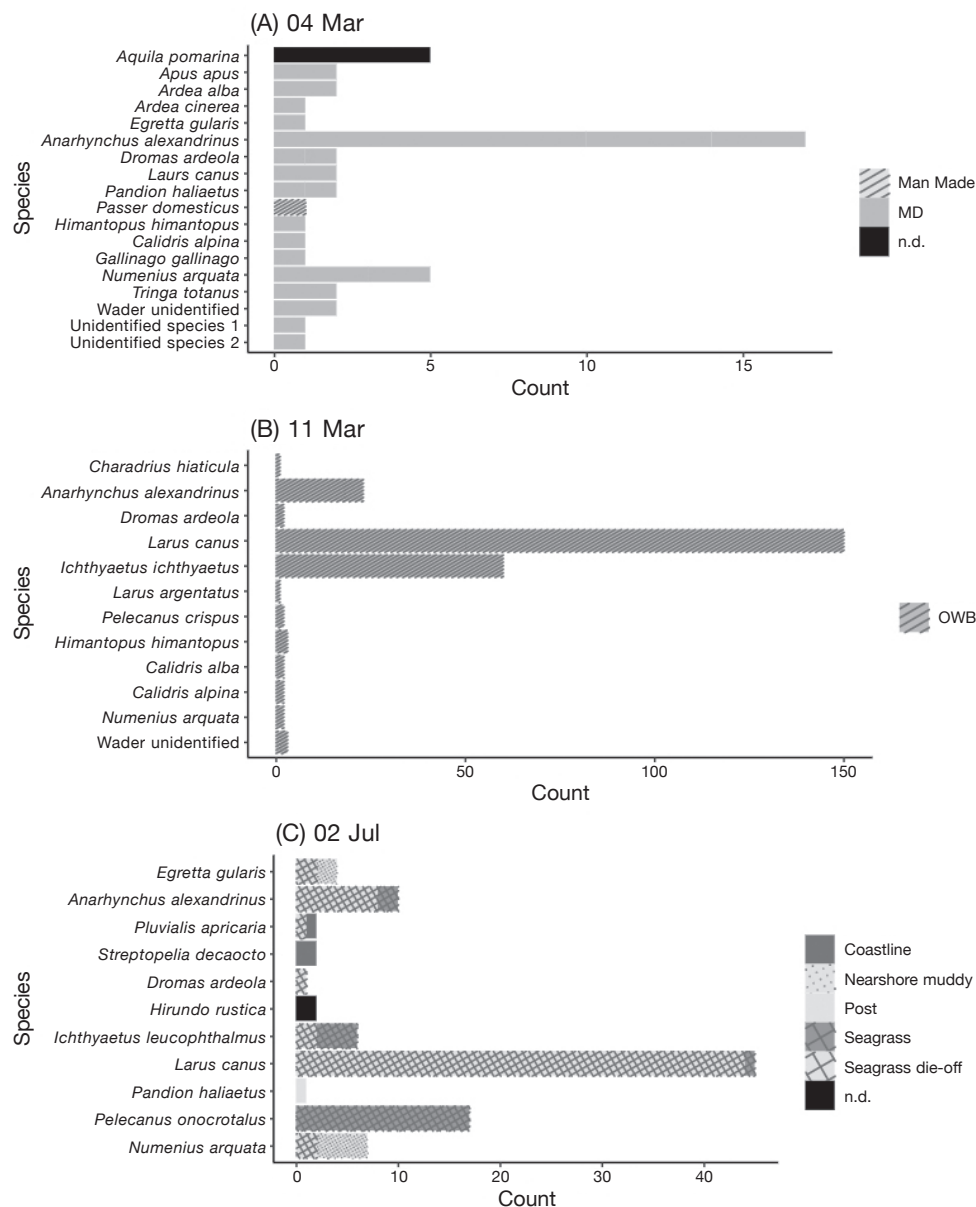 (A) 04 Mar
Species
Aquila pomarina
Apus apus
Ardea alba
Ardea cinerea
Egretta gularis
Anarhynchus alexandrinus
Dromas ardeola
Laurs canus
Pandion haliaetus
Passer domesticus
Himantopus himantopus
Calidris alpina
Gallinago gallinago
Numenius arquata
Tringa totanus
Wader unidentified
Unidentified species 1
Unidentified species 2
0 5 10 15
Count
Man Made
MD
n.d.
(B) 11 Mar
Species
Charadrius hiaticula
Anarhynchus alexandrinus
Dromas ardeola
Larus canus
Ichthyaetus ichthyaetus
Larus argentatus
Pelecanus crispus
Himantopus himantopus
Calidris alba
Calidris alpina
Numenius arquata
Wader unidentified
0 50 100 150
Count
OWB
(C) 02 Jul
Species
Egretta gularis
Anarhynchus alexandrinus
Pluvialis apricaria
Streptopelia decaocto
Dromas ardeola
Hirundo rustica
Ichthyaetus leucophthalmus
Larus canus
Pandion haliaetus
Pelecanus onocrotalus
Numenius arquata
0 10 20 30 40
Count
Coastline
Nearshore muddy
Post
Seagrass
Seagrass die-off
n.d.